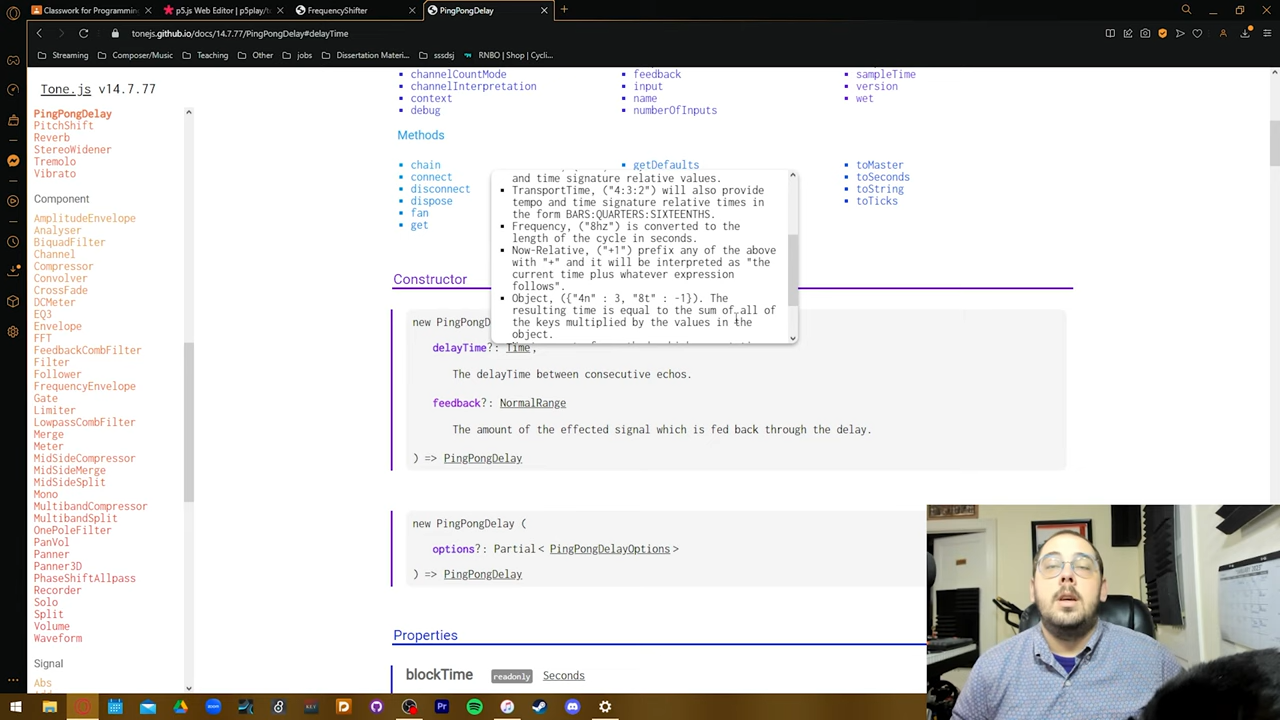 Classwork for Programmin
p5.js Web Editor | p5play/ta
FrequencyShifter
PingPongDelay
tonejs.github.io/docs/14.7.77/PingPongDelay#delayTime
Streaming
Composer/Music
Teaching
Other
jobs
Dissertation Materi...
sssdsj
RNBO | Shop | Cycli...
Tone.js v14.7.77
PingPongDelay
PitchShift
Reverb
StereoWidener
Tremolo
Vibrato
Component
AmplitudeEnvelope
Analyser
BiquadFilter
Channel
Compressor
Convolver
CrossFade
DCMeter
EQ3
Envelope
FFT
FeedbackCombFilter
Filter
Follower
FrequencyEnvelope
Gate
Limiter
LowpassCombFilter
Merge
Meter
MidSideCompressor
MidSideMerge
MidSideSplit
Mono
MultibandCompressor
MultibandSplit
OnePoleFilter
PanVol
Panner
Panner3D
PhaseShiftAllpass
Recorder
Solo
Split
Volume
Waveform
Signal
Abs
channelCountMode
channelInterpretation
context
debug
feedback
input
name
numberOfInputs
sampleTime
version
wet
Methods
chain
connect
disconnect
dispose
fan
get
getDefaults
toMaster
toSeconds
toString
toTicks
and time signature relative values.
TransportTime, ("4:3:2") will also provide
tempo and time signature relative times in
the form BARS:QUARTERS:SIXTEENTHS.
Frequency, ("8hz") is converted to the
length of the cycle in seconds.
Now-Relative, ("+1") prefix any of the above
with "+" and it will be interpreted as "the
current time plus whatever expression
follows".
Object, ({"4n" : 3, "8t" : -1}). The
resulting time is equal to the sum of all of
the keys multiplied by the values in the
object.
Constructor
new PingPongD
delayTime?: Time,
The delayTime between consecutive echos.
feedback?: NormalRange
The amount of the effected signal which is fed back through the delay.
) => PingPongDelay
new PingPongDelay (
options?: Partial< PingPongDelayOptions >
) => PingPongDelay
Properties
blockTime readonly Seconds